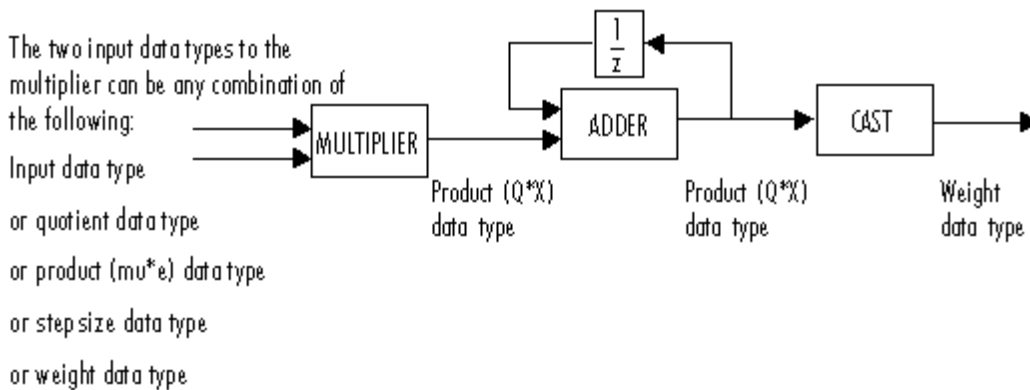 The two input data types to the
multiplier can be any combination of
the following:
Input data type
or quotient data type
or product (mu*e) data type
or step size data type
or weight data type
MULTIPLIER
Product (Q*X)
data type
1
z
ADDER
Product (Q*X)
data type
CAST
Weight
data type